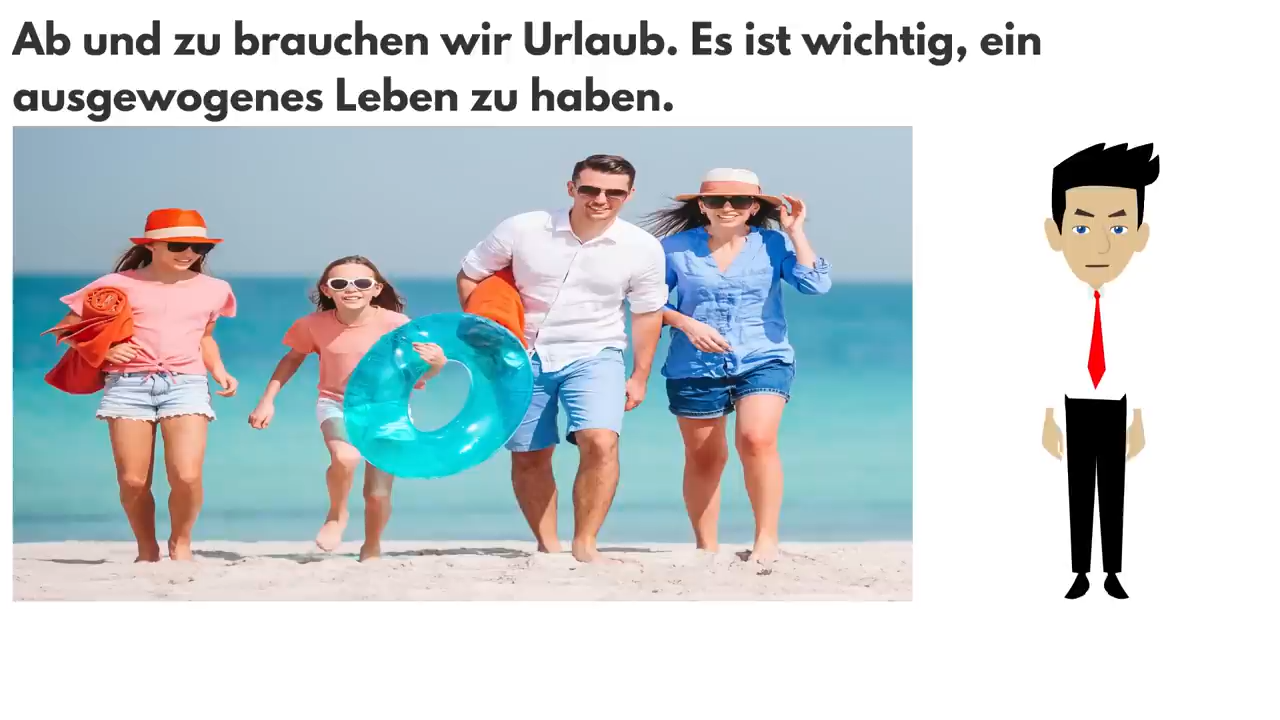 Ab und zu brauchen wir Urlaub. Es ist wichtig, ein
ausgewogenes Leben zu haben.